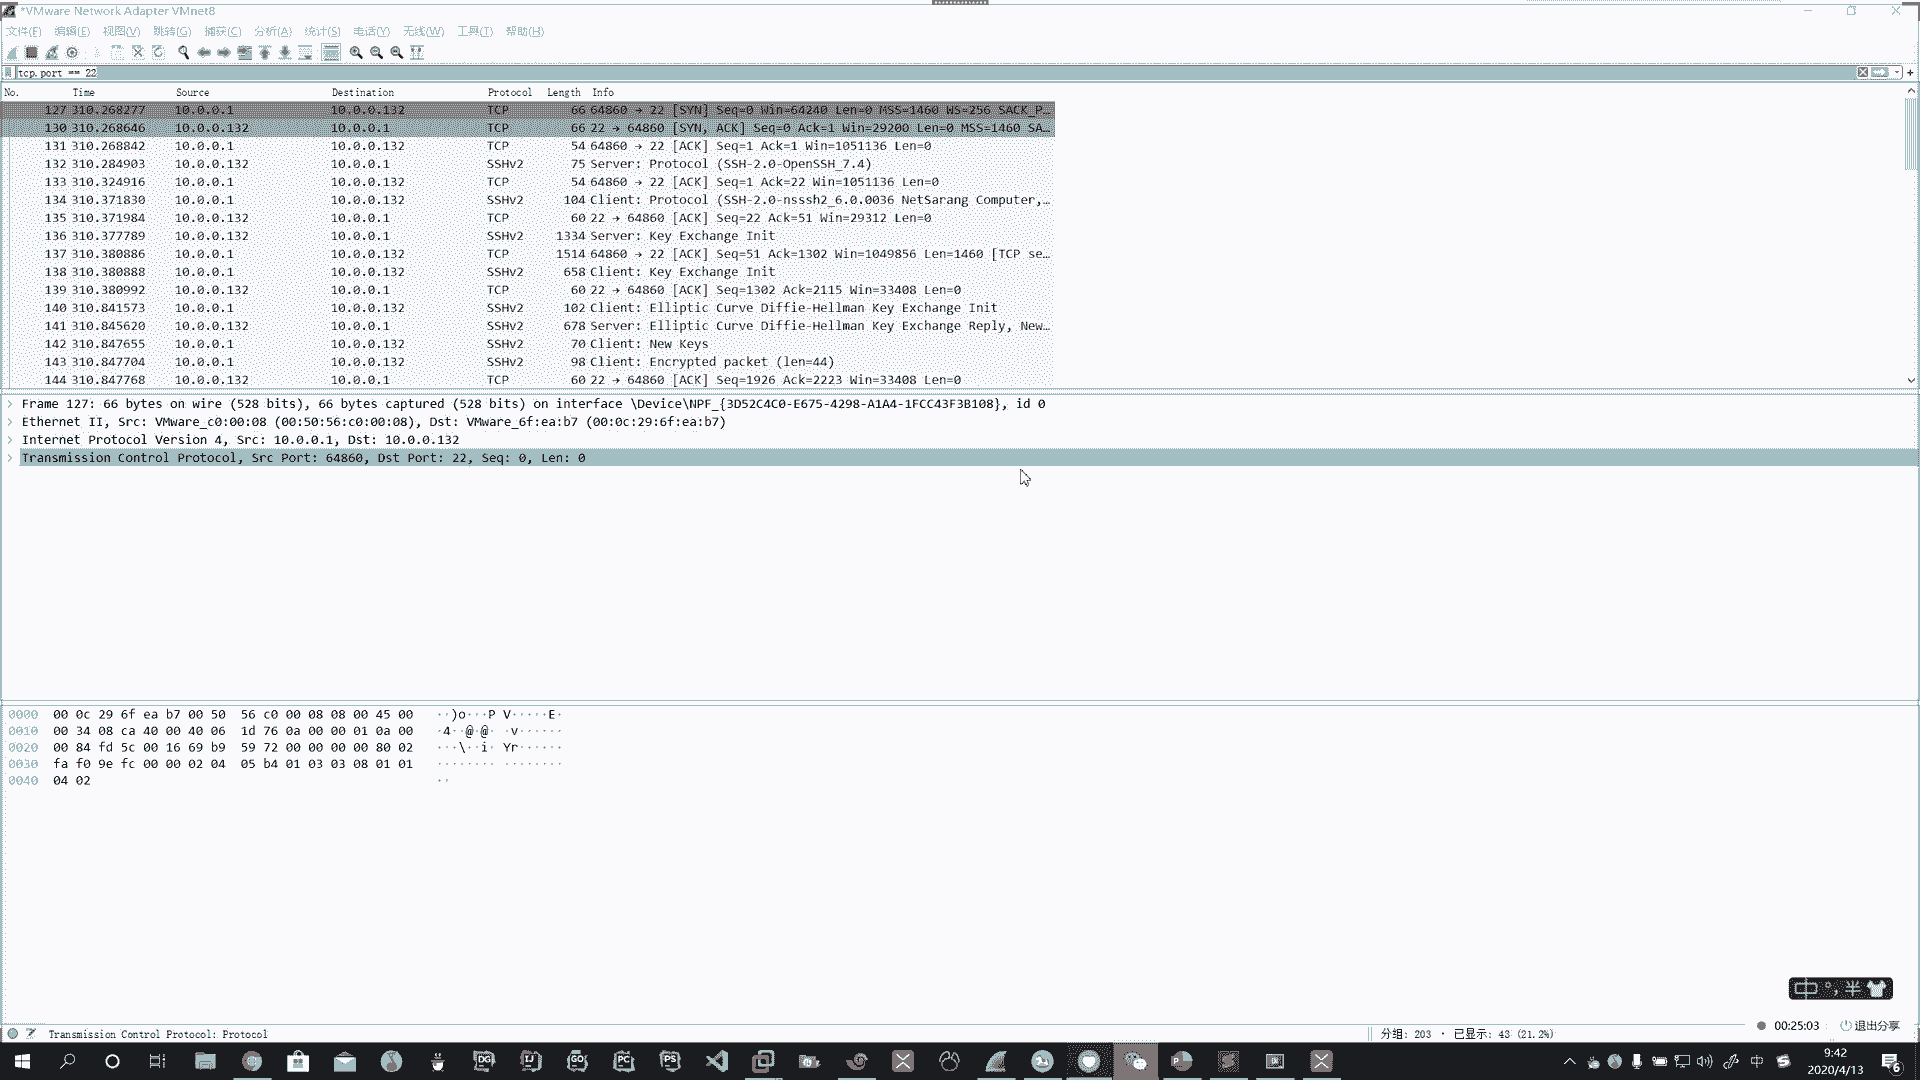 *VMware Network Adapter VMnet8
文件(F) 编辑(E) 视图(V) 跳转(G) 捕获(C) 分析(A) 统计(S) 电话(Y) 无线(W) 工具(T) 帮助(H)
tcp.port == 22
No. Time Source Destination Protocol Length Info
127 310.268277 10.0.0.1 10.0.0.132 TCP 66 64860 → 22 [SYN] Seq=0 Win=64240 Len=0 MSS=1460 WS=256 SACK_P…
130 310.268646 10.0.0.132 10.0.0.1 TCP 66 22 → 64860 [SYN, ACK] Seq=0 Ack=1 Win=29200 Len=0 MSS=1460 SA…
131 310.268842 10.0.0.1 10.0.0.132 TCP 54 64860 → 22 [ACK] Seq=1 Ack=1 Win=1051136 Len=0
132 310.284903 10.0.0.132 10.0.0.1 SSHv2 75 Server: Protocol (SSH-2.0-OpenSSH_7.4)
133 310.324916 10.0.0.1 10.0.0.132 TCP 54 64860 → 22 [ACK] Seq=1 Ack=22 Win=1051136 Len=0
134 310.371830 10.0.0.1 10.0.0.132 SSHv2 104 Client: Protocol (SSH-2.0-nsssh2_6.0.0036 NetSarang Computer,…
135 310.371984 10.0.0.132 10.0.0.1 TCP 60 22 → 64860 [ACK] Seq=22 Ack=51 Win=29312 Len=0
136 310.377789 10.0.0.132 10.0.0.1 SSHv2 1334 Server: Key Exchange Init
137 310.380886 10.0.0.1 10.0.0.132 TCP 1514 64860 → 22 [ACK] Seq=51 Ack=1302 Win=1049856 Len=1460 [TCP se…
138 310.380888 10.0.0.1 10.0.0.132 SSHv2 658 Client: Key Exchange Init
139 310.380992 10.0.0.132 10.0.0.1 TCP 60 22 → 64860 [ACK] Seq=1302 Ack=2115 Win=33408 Len=0
140 310.841573 10.0.0.1 10.0.0.132 SSHv2 102 Client: Elliptic Curve Diffie-Hellman Key Exchange Init
141 310.845620 10.0.0.132 10.0.0.1 SSHv2 678 Server: Elliptic Curve Diffie-Hellman Key Exchange Reply, New…
142 310.847655 10.0.0.1 10.0.0.132 SSHv2 70 Client: New Keys
143 310.847704 10.0.0.1 10.0.0.132 SSHv2 98 Client: Encrypted packet (len=44)
144 310.847768 10.0.0.132 10.0.0.1 TCP 60 22 → 64860 [ACK] Seq=1926 Ack=2223 Win=33408 Len=0
Frame 127: 66 bytes on wire (528 bits), 66 bytes captured (528 bits) on interface \Device\NPF_{3D52C4C0-E675-4298-A1A4-1FCC43F3B108}, id 0
Ethernet II, Src: VMware_c0:00:08 (00:50:56:c0:00:08), Dst: VMware_6f:ea:b7 (00:0c:29:6f:ea:b7)
Internet Protocol Version 4, Src: 10.0.0.1, Dst: 10.0.0.132
Transmission Control Protocol, Src Port: 64860, Dst Port: 22, Seq: 0, Len: 0
0000 00 0c 29 6f ea b7 00 50 56 c0 00 08 08 00 45 00 ··)o···P V·····E·
0010 00 34 08 ca 40 00 40 06 1d 76 0a 00 00 01 0a 00 ·4··@·@· ·v······
0020 00 84 fd 5c 00 16 69 b9 59 72 00 00 00 00 80 02 ···\··i· Yr······
0030 fa f0 9e fc 00 00 02 04 05 b4 01 03 03 08 01 01 ········ ········
0040 04 02 ··
中 °, 半
Transmission Control Protocol: Protocol
分组: 203 · 已显示: 43 (21.2%)
00:25:03 退出分享
DG IJ GO PC PS P
中
9:42
2020/4/13
6